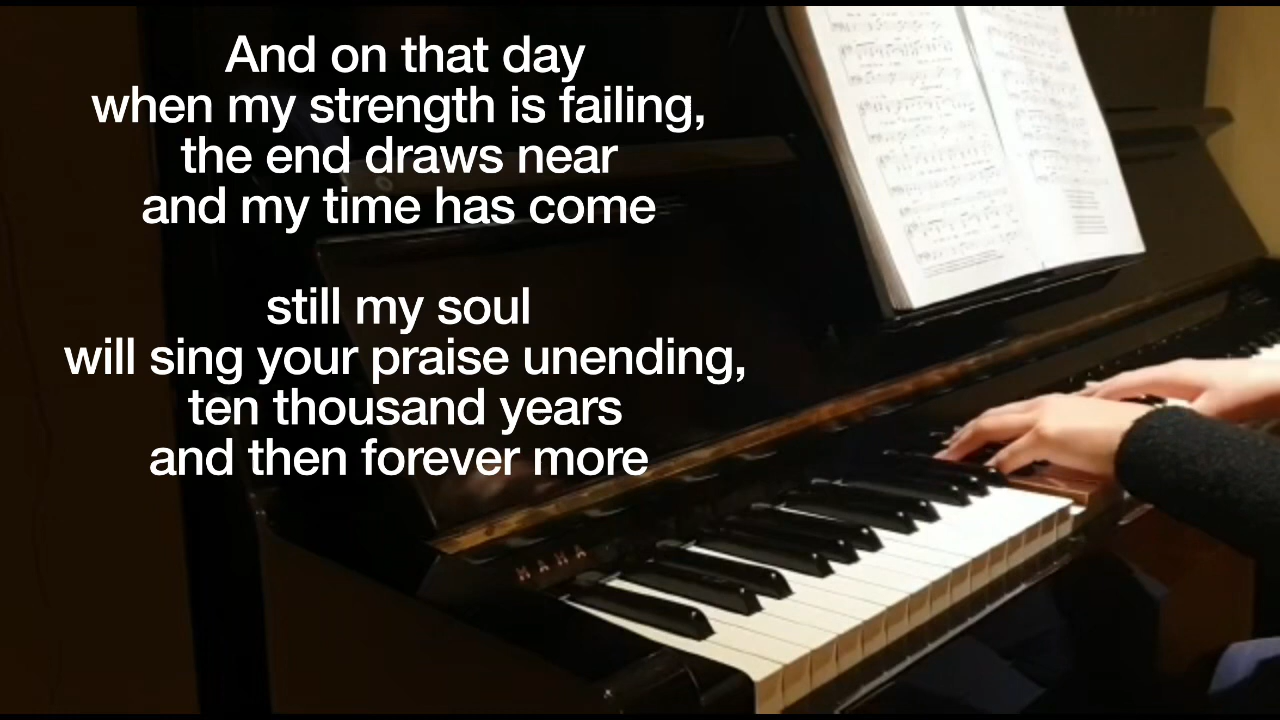 And on that day
when my strength is failing,
the end draws near
and my time has come
still my soul
will sing your praise unending,
ten thousand years
and then forever more